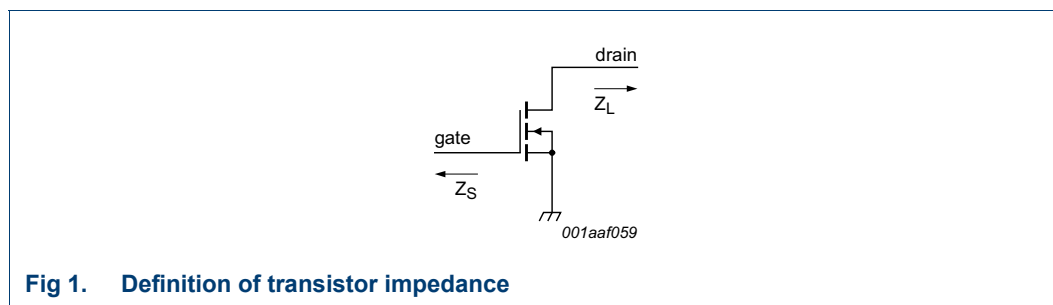 drain
Z_L
gate
Z_S
001aaf059
Fig 1. Definition of transistor impedance